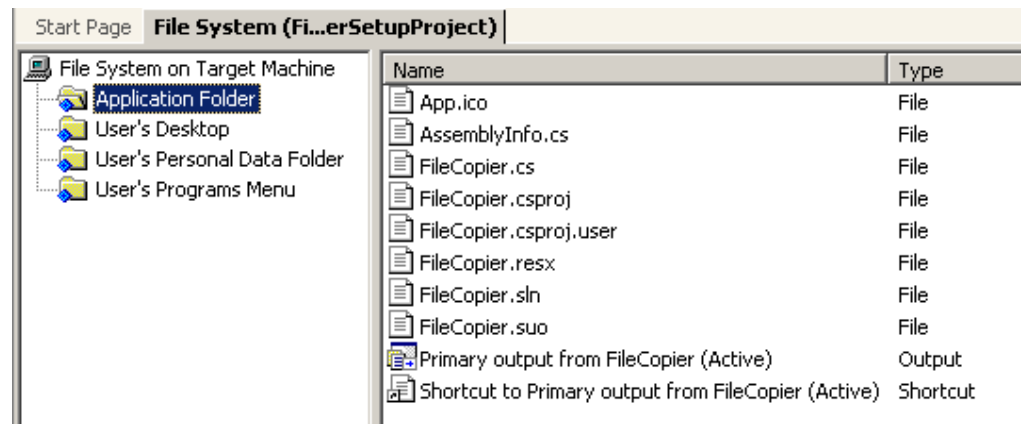 Start Page File System (Fi...erSetupProject)
File System on Target Machine
Application Folder
User's Desktop
User's Personal Data Folder
User's Programs Menu
Name Type
App.ico File
AssemblyInfo.cs File
FileCopier.cs File
FileCopier.csproj File
FileCopier.csproj.user File
FileCopier.resx File
FileCopier.sln File
FileCopier.suo File
Primary output from FileCopier (Active) Output
Shortcut to Primary output from FileCopier (Active) Shortcut